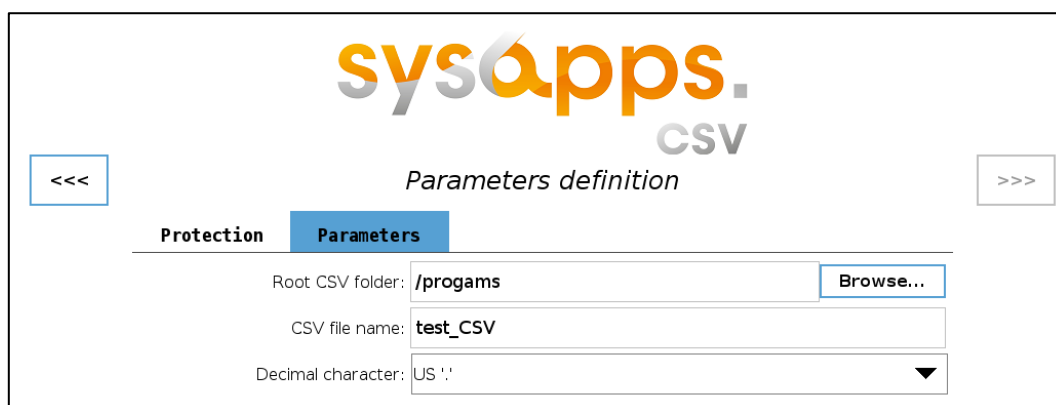 sysapps.
csv
<<<
Parameters definition
>>>
Protection Parameters
Root CSV folder: /progams Browse...
CSV file name: test_CSV
Decimal character: US '.'